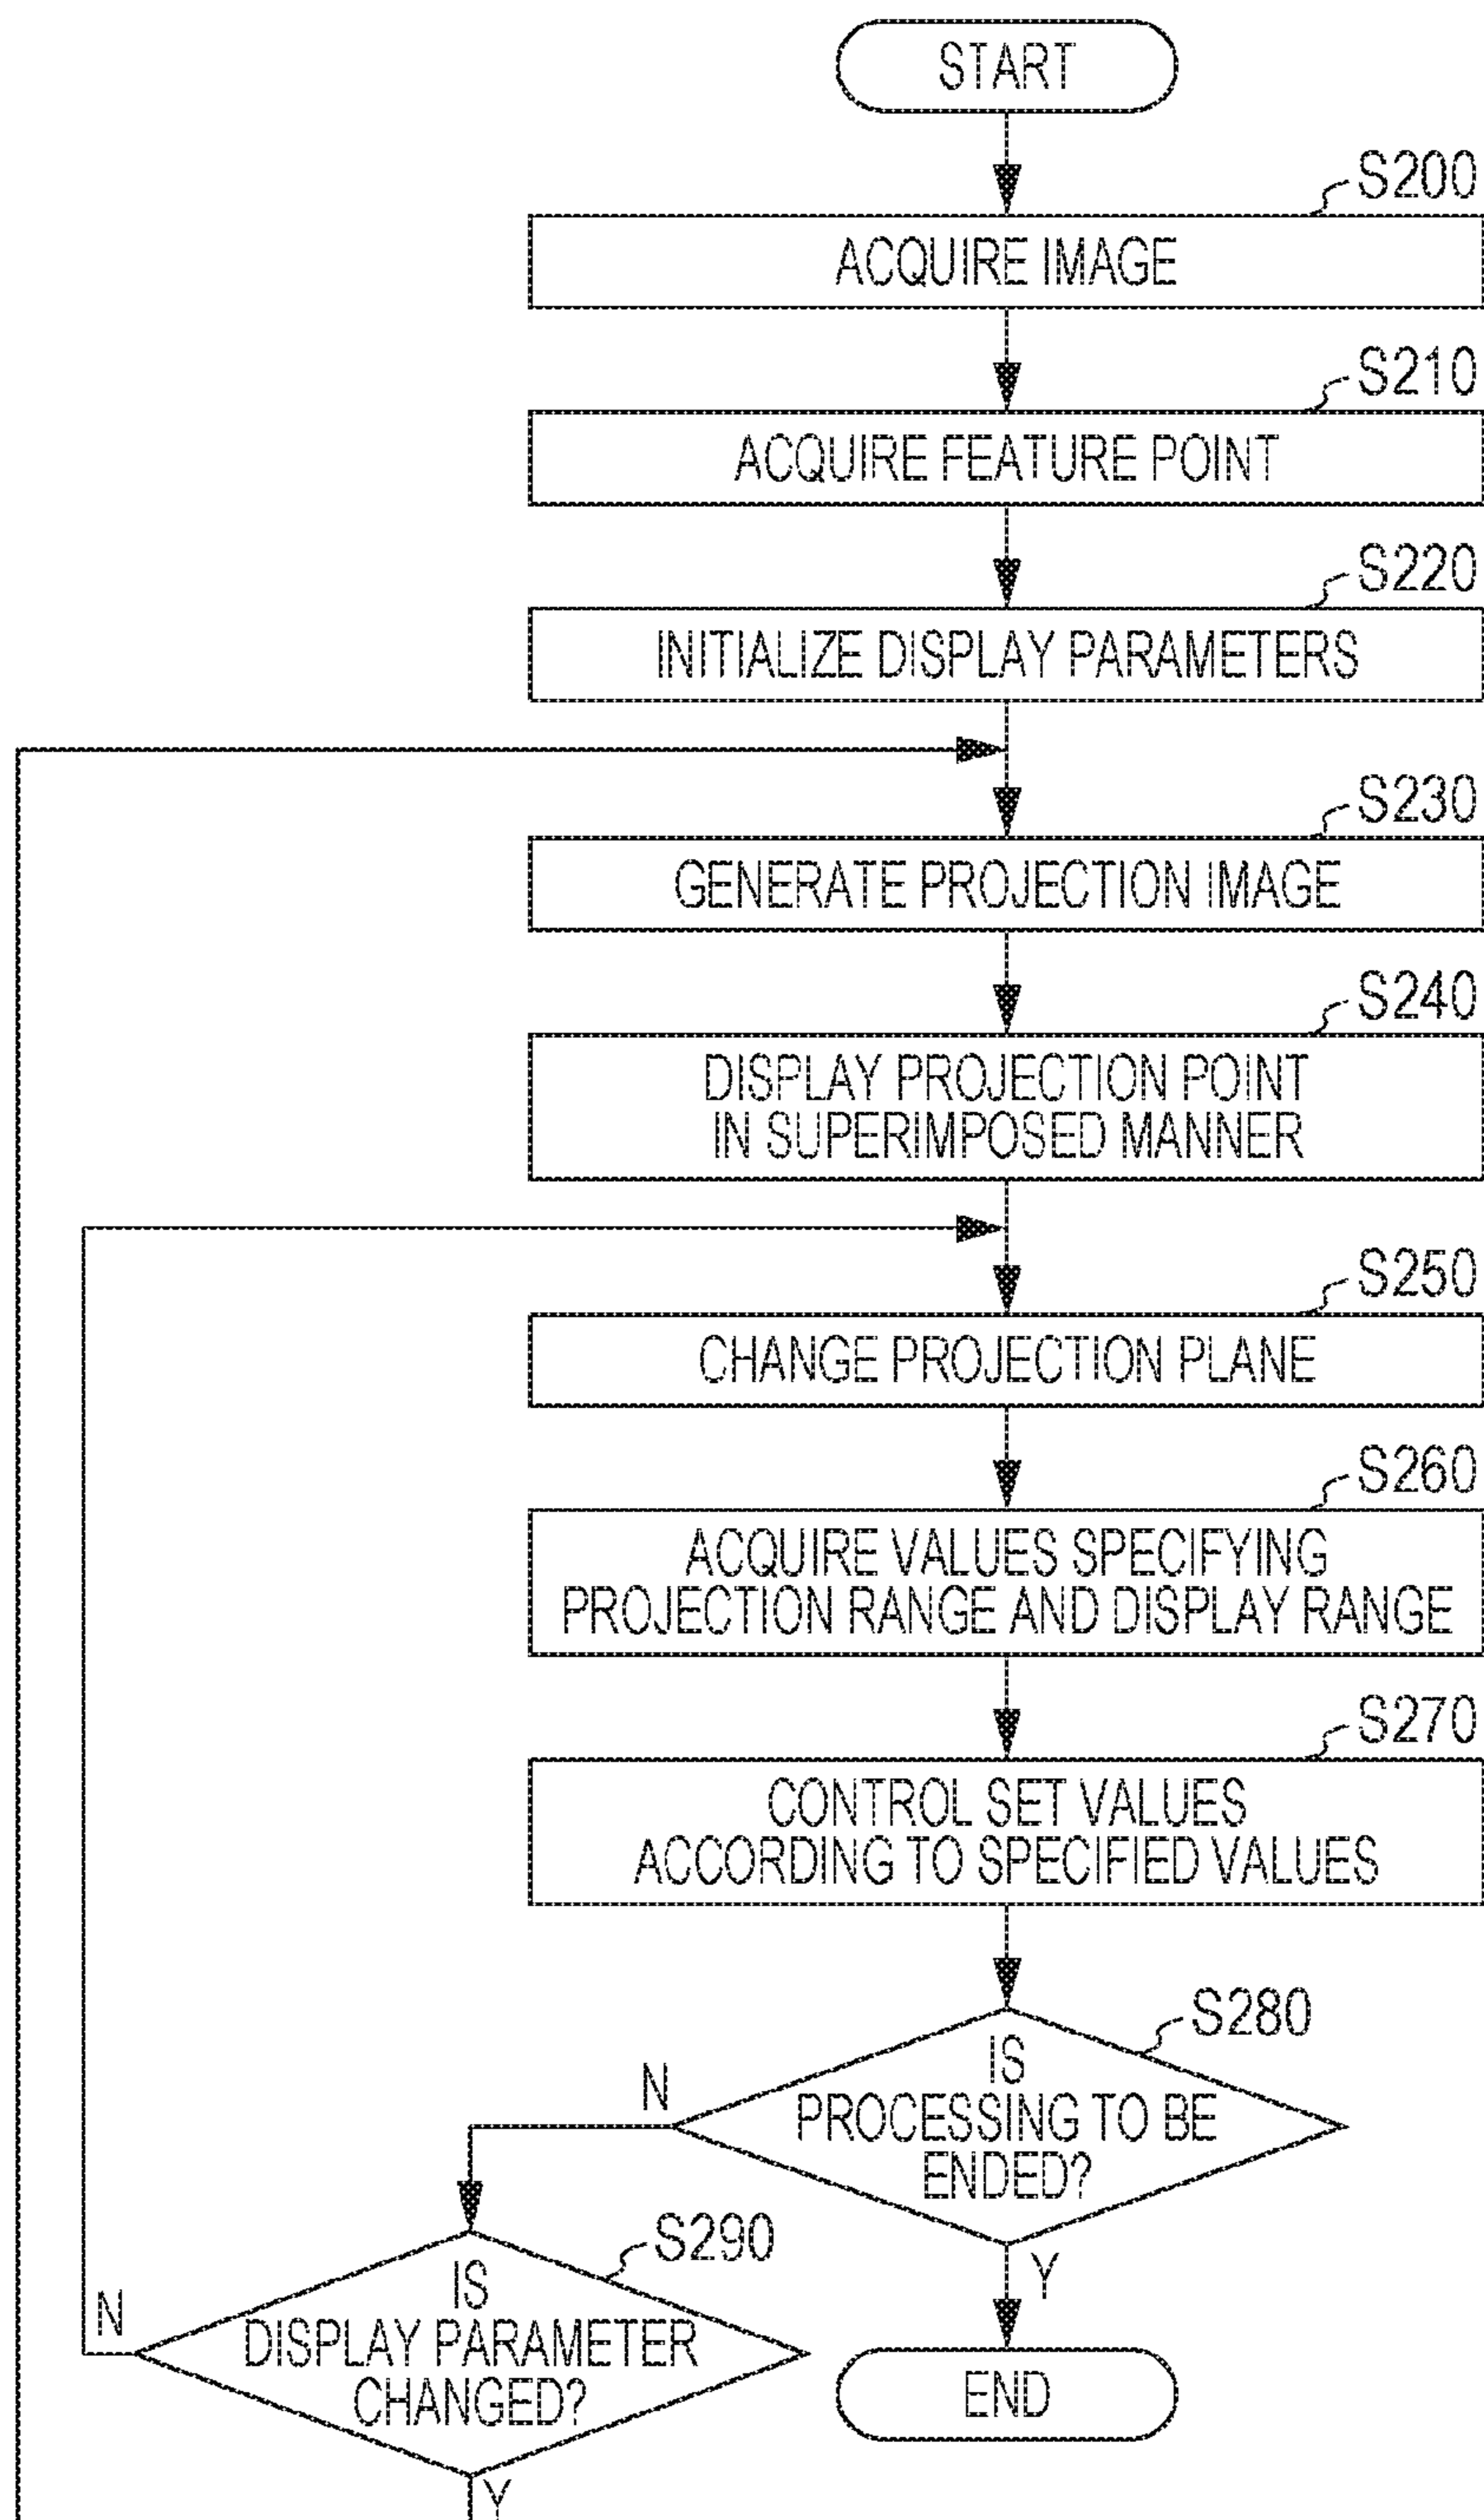 START
S200
ACQUIRE IMAGE
S210
ACQUIRE FEATURE POINT
S220
INITIALIZE DISPLAY PARAMETERS
S230
GENERATE PROJECTION IMAGE
S240
DISPLAY PROJECTION POINT
IN SUPERIMPOSED MANNER
S250
CHANGE PROJECTION PLANE
S260
ACQUIRE VALUES SPECIFYING
PROJECTION RANGE AND DISPLAY RANGE
S270
CONTROL SET VALUES
ACCORDING TO SPECIFIED VALUES
S280
IS
PROCESSING TO BE
ENDED?
N
Y
S290
IS
DISPLAY PARAMETER
CHANGED?
N
Y
END